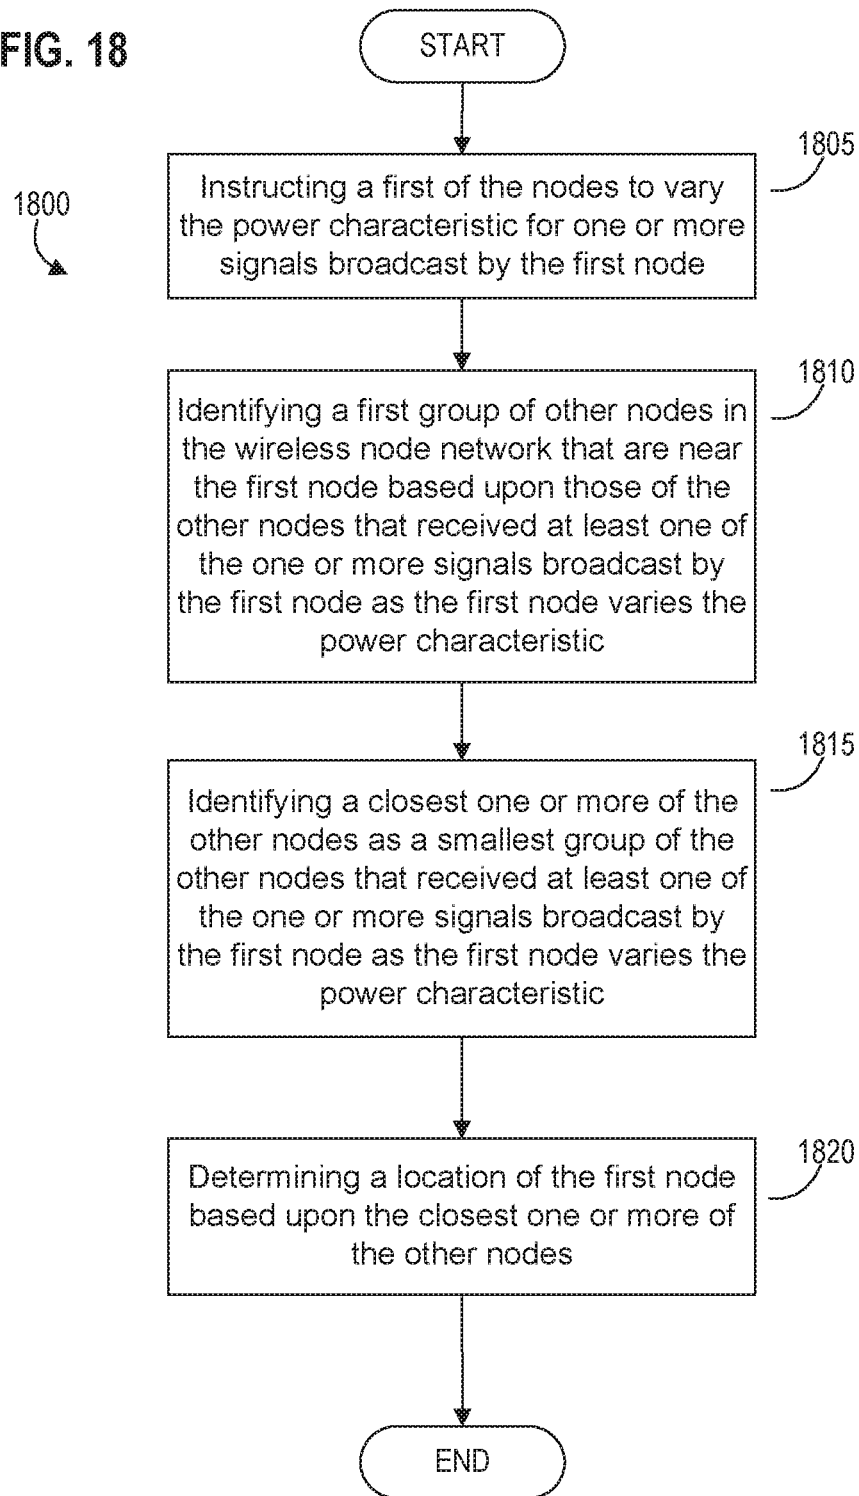 FIG. 18
START
1800
1805
Instructing a first of the nodes to vary
the power characteristic for one or more
signals broadcast by the first node
1810
Identifying a first group of other nodes in
the wireless node network that are near
the first node based upon those of the
other nodes that received at least one of
the one or more signals broadcast by
the first node as the first node varies the
power characteristic
1815
Identifying a closest one or more of the
other nodes as a smallest group of the
other nodes that received at least one of
the one or more signals broadcast by
the first node as the first node varies the
power characteristic
1820
Determining a location of the first node
based upon the closest one or more of
the other nodes
END